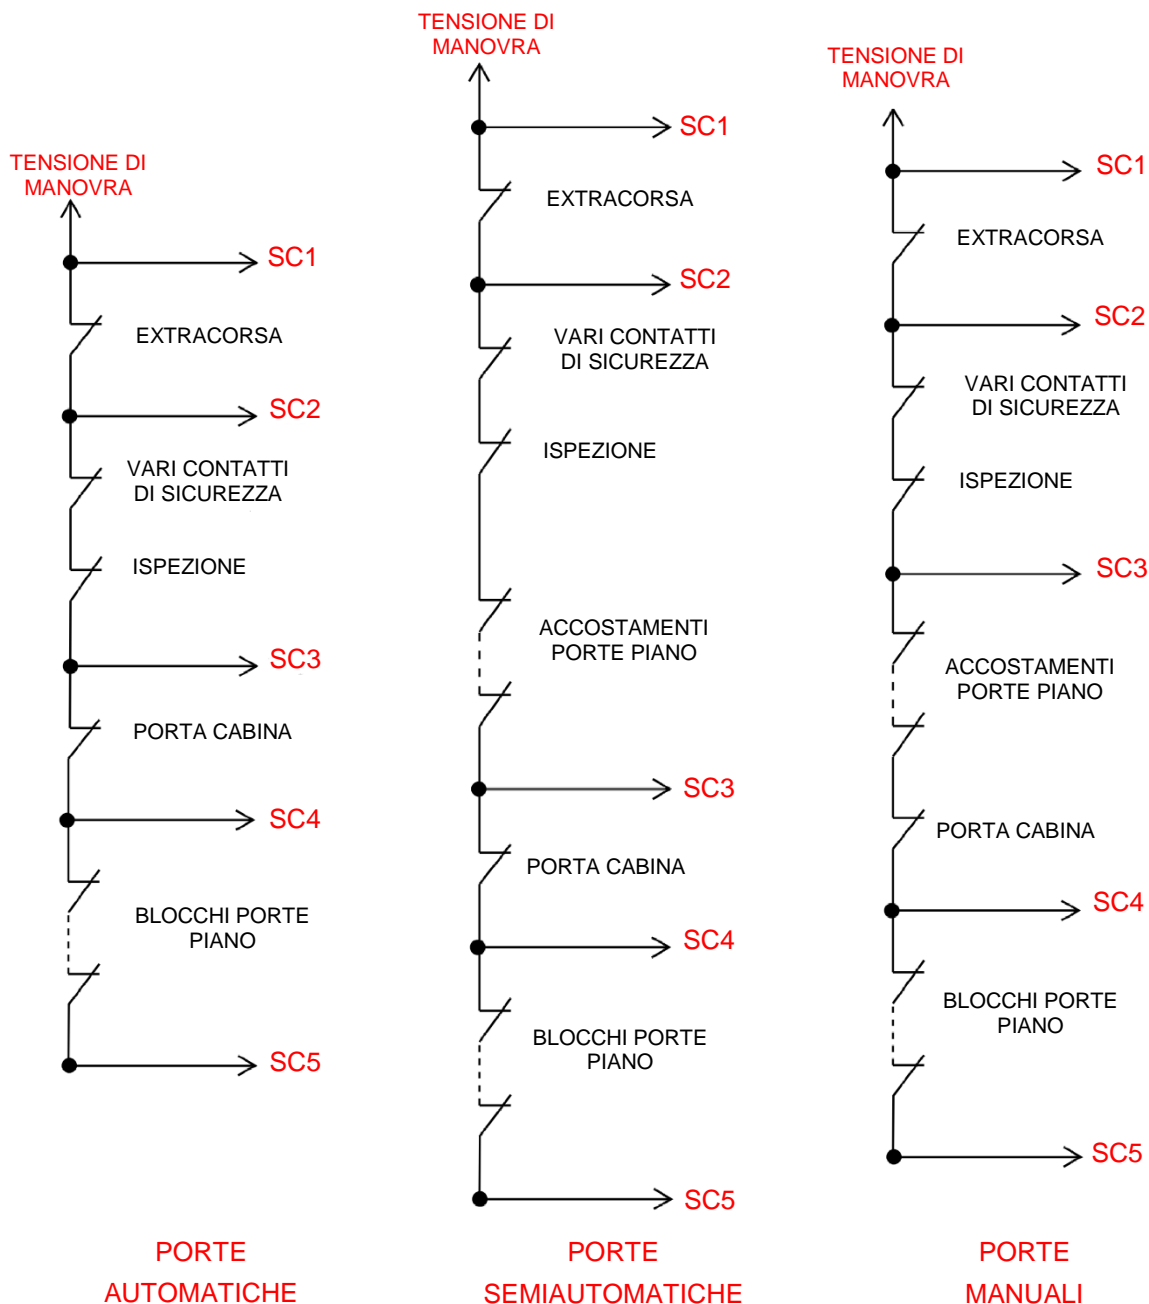 TENSIONE DI
MANOVRA
SC1
EXTRACORSA
SC2
VARI CONTATTI
DI SICUREZZA
ISPEZIONE
SC3
PORTA CABINA
SC4
BLOCCHI PORTE
PIANO
SC5
PORTE
AUTOMATICHE
TENSIONE DI
MANOVRA
SC1
EXTRACORSA
SC2
VARI CONTATTI
DI SICUREZZA
ISPEZIONE
ACCOSTAMENTI
PORTE PIANO
SC3
PORTA CABINA
SC4
BLOCCHI PORTE
PIANO
SC5
PORTE
SEMIAUTOMATICHE
TENSIONE DI
MANOVRA
SC1
EXTRACORSA
SC2
VARI CONTATTI
DI SICUREZZA
ISPEZIONE
SC3
ACCOSTAMENTI
PORTE PIANO
PORTA CABINA
SC4
BLOCCHI PORTE
PIANO
SC5
PORTE
MANUALI